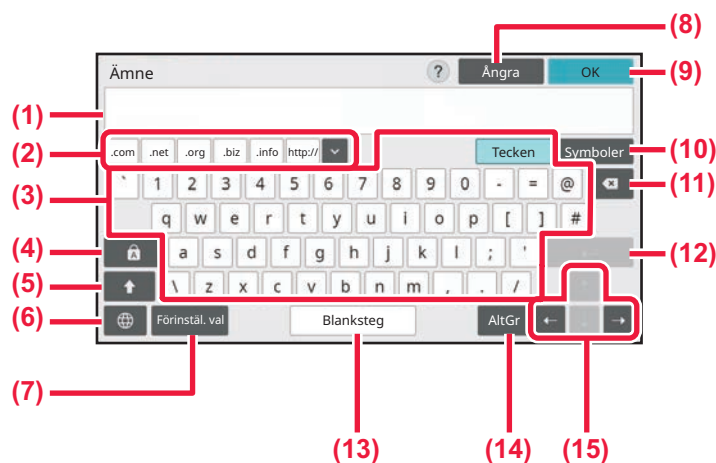 (8)
Ämne ? Ångra OK (9)
(1)
(2) .com .net .org .biz .info http:// Tecken Symboler (10)
(3) ` 1 2 3 4 5 6 7 8 9 0 - = @ (11)
q w e r t y u i o p [ ] #
(4) A a s d f g h j k l ; ' (12)
(5) \ z x c v b n m , . /
(6) Förinstäl. val Blanksteg AltGr ← →
(7)
(13) (14) (15)